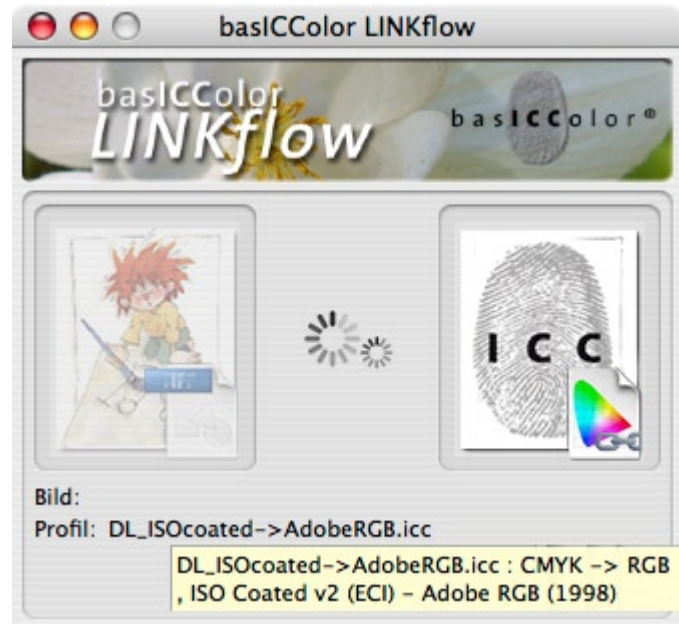 basICColor LINKflow
basICColor
LINKflow
basICColor®
ICC
Bild:
Profil: DL_ISOcoated->AdobeRGB.icc
DL_ISOcoated->AdobeRGB.icc : CMYK -> RGB
, ISO Coated v2 (ECI) - Adobe RGB (1998)